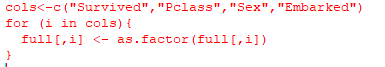 cols<-c("Survived","Pclass","Sex","Embarked")
for (i in cols){
  full[,i] <- as.factor(full[,i])
}